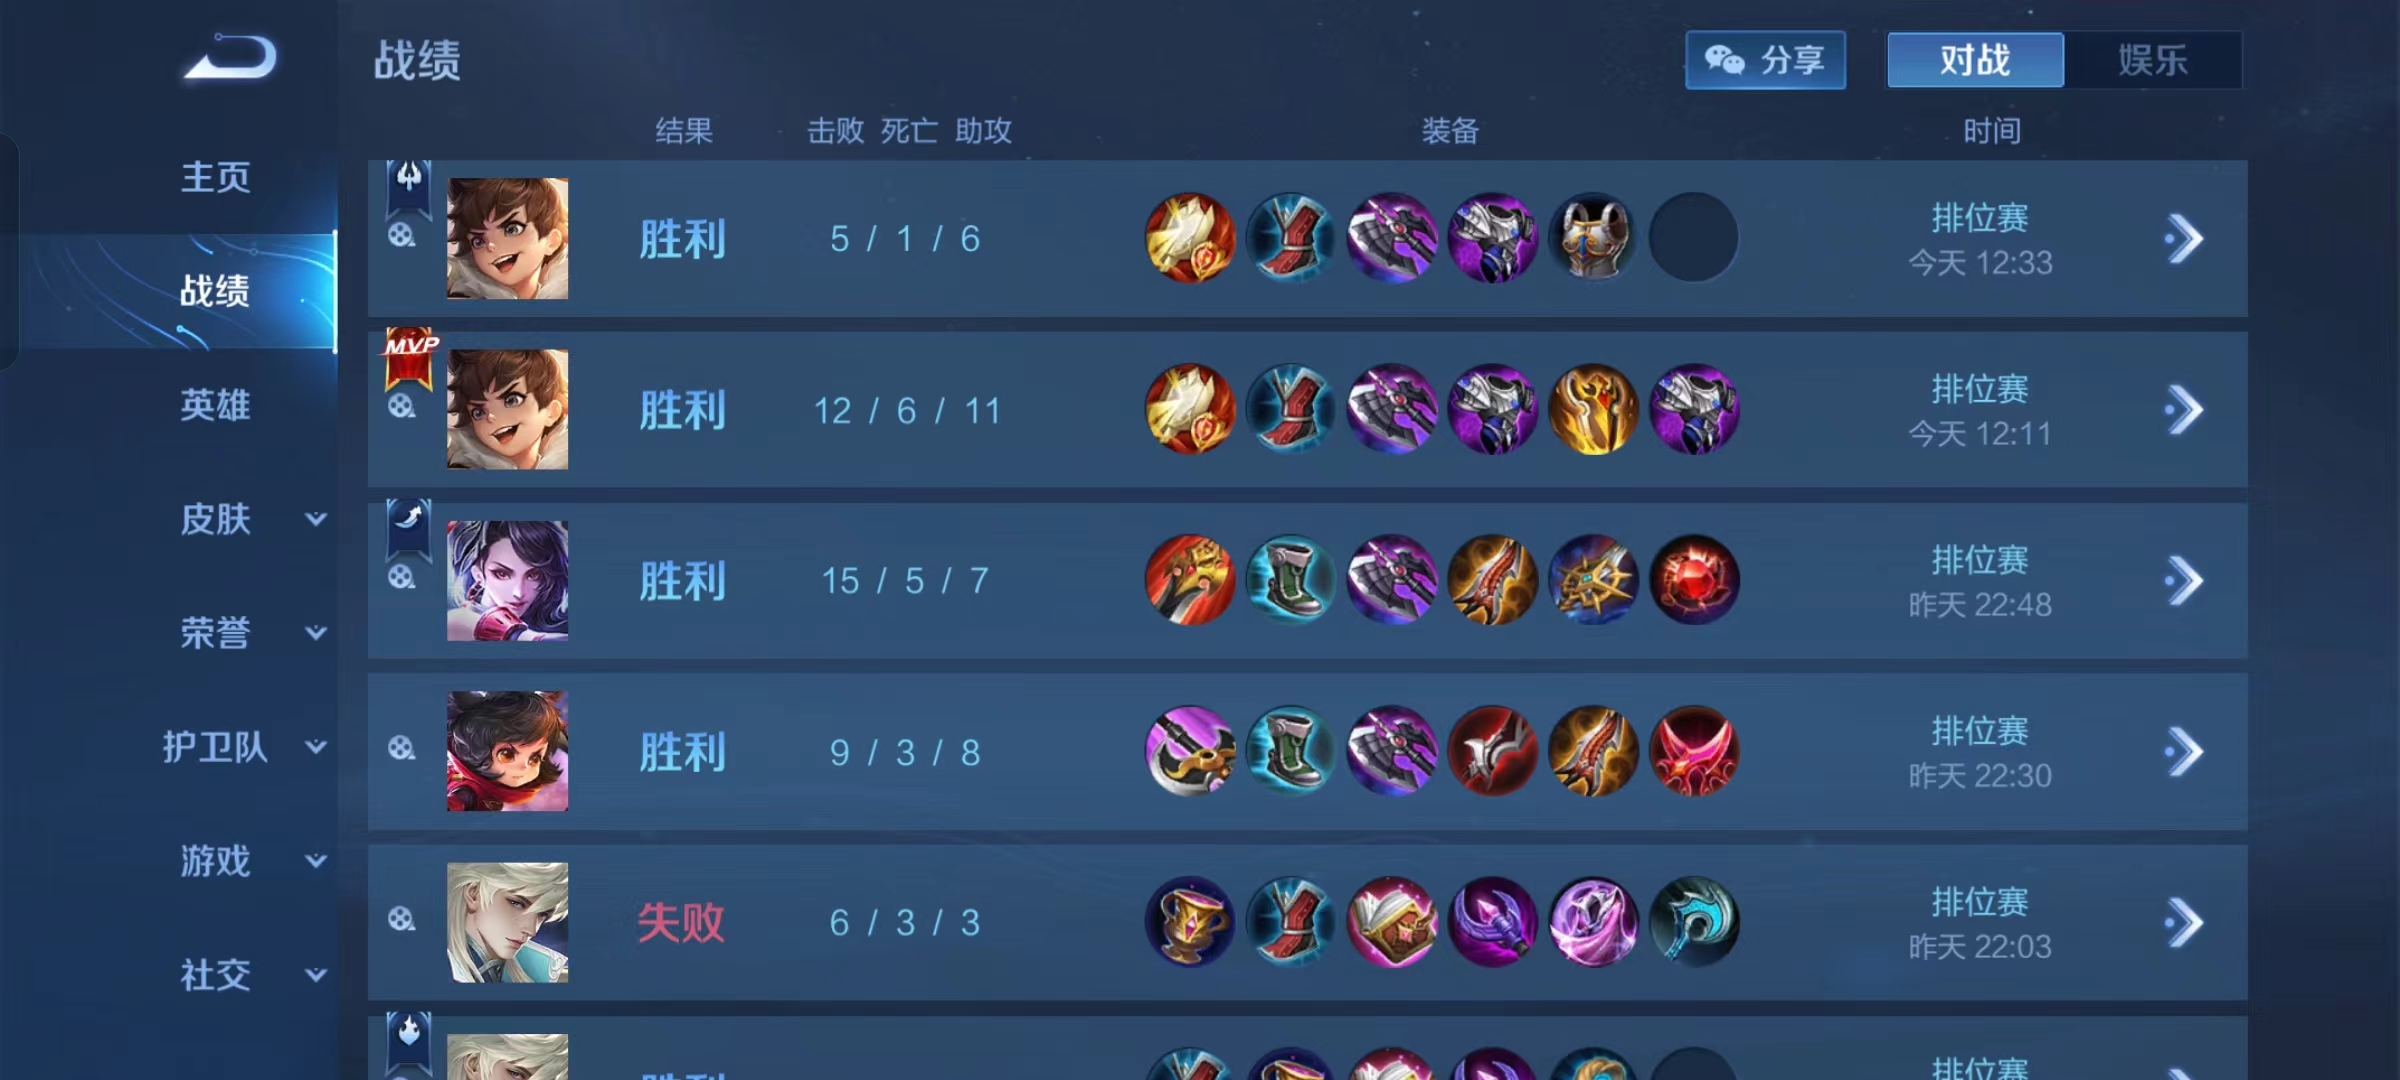 战绩
分享
对战
娱乐
结果 击败 死亡 助攻 装备 时间
主页
战绩
英雄
皮肤
荣誉
护卫队
游戏
社交
胜利 5 / 1 / 6 排位赛
今天 12:33
MVP
胜利 12 / 6 / 11 排位赛
今天 12:11
胜利 15 / 5 / 7 排位赛
昨天 22:48
胜利 9 / 3 / 8 排位赛
昨天 22:30
失败 6 / 3 / 3 排位赛
昨天 22:03
胜利 排位赛